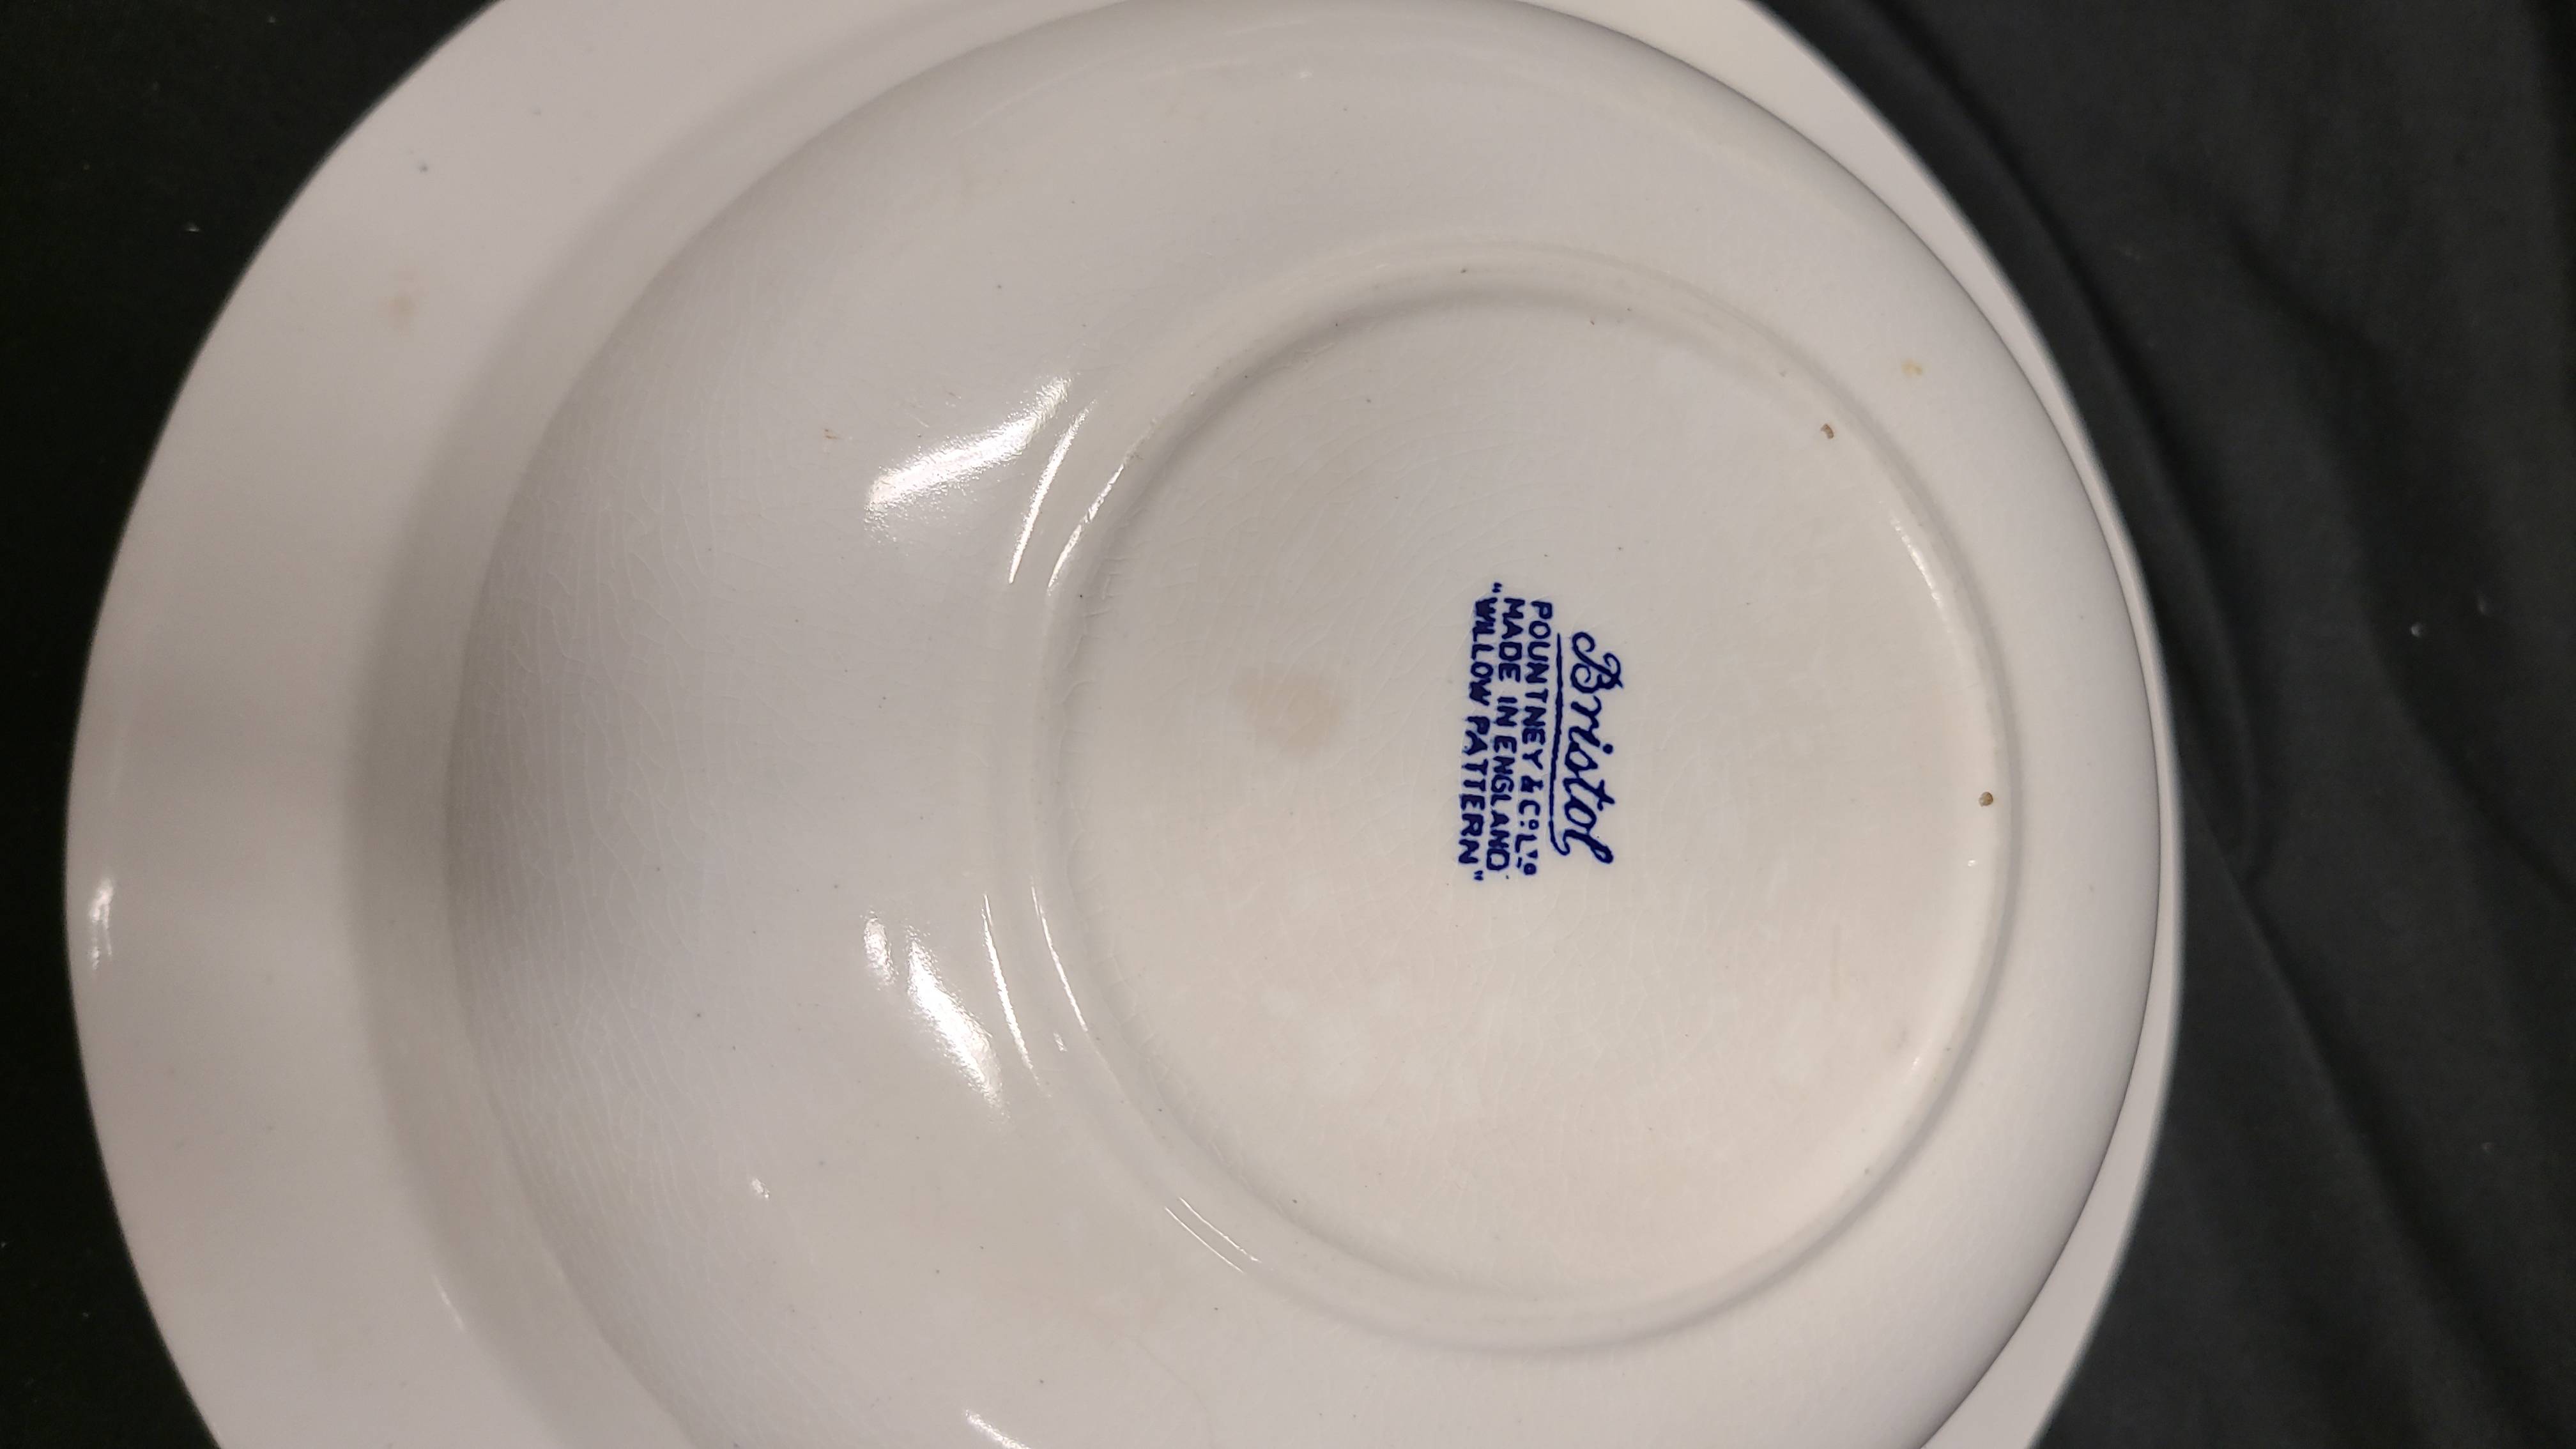 Bristol
POUNTNEY & Cº. Lᵀᴰ
MADE IN ENGLAND
"WILLOW PATTERN"